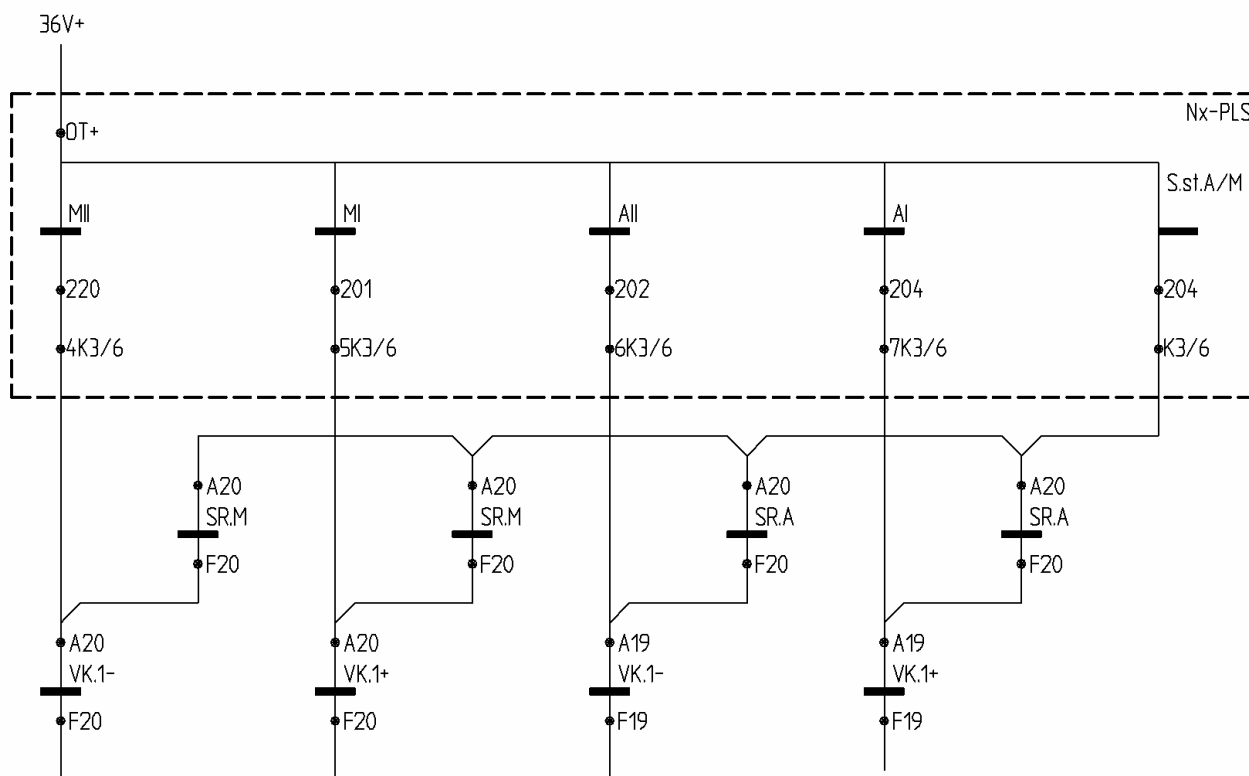 36V+
Nx-PLS
OT+
S.st.A/M
MII MI AII AI
220 201 202 204 204
4K3/6 5K3/6 6K3/6 7K3/6 K3/6
A20 A20 A20 A20
SR.M SR.M SR.A SR.A
F20 F20 F20 F20
A20 A20 A19 A19
VK.1- VK.1+ VK.1- VK.1+
F20 F20 F19 F19